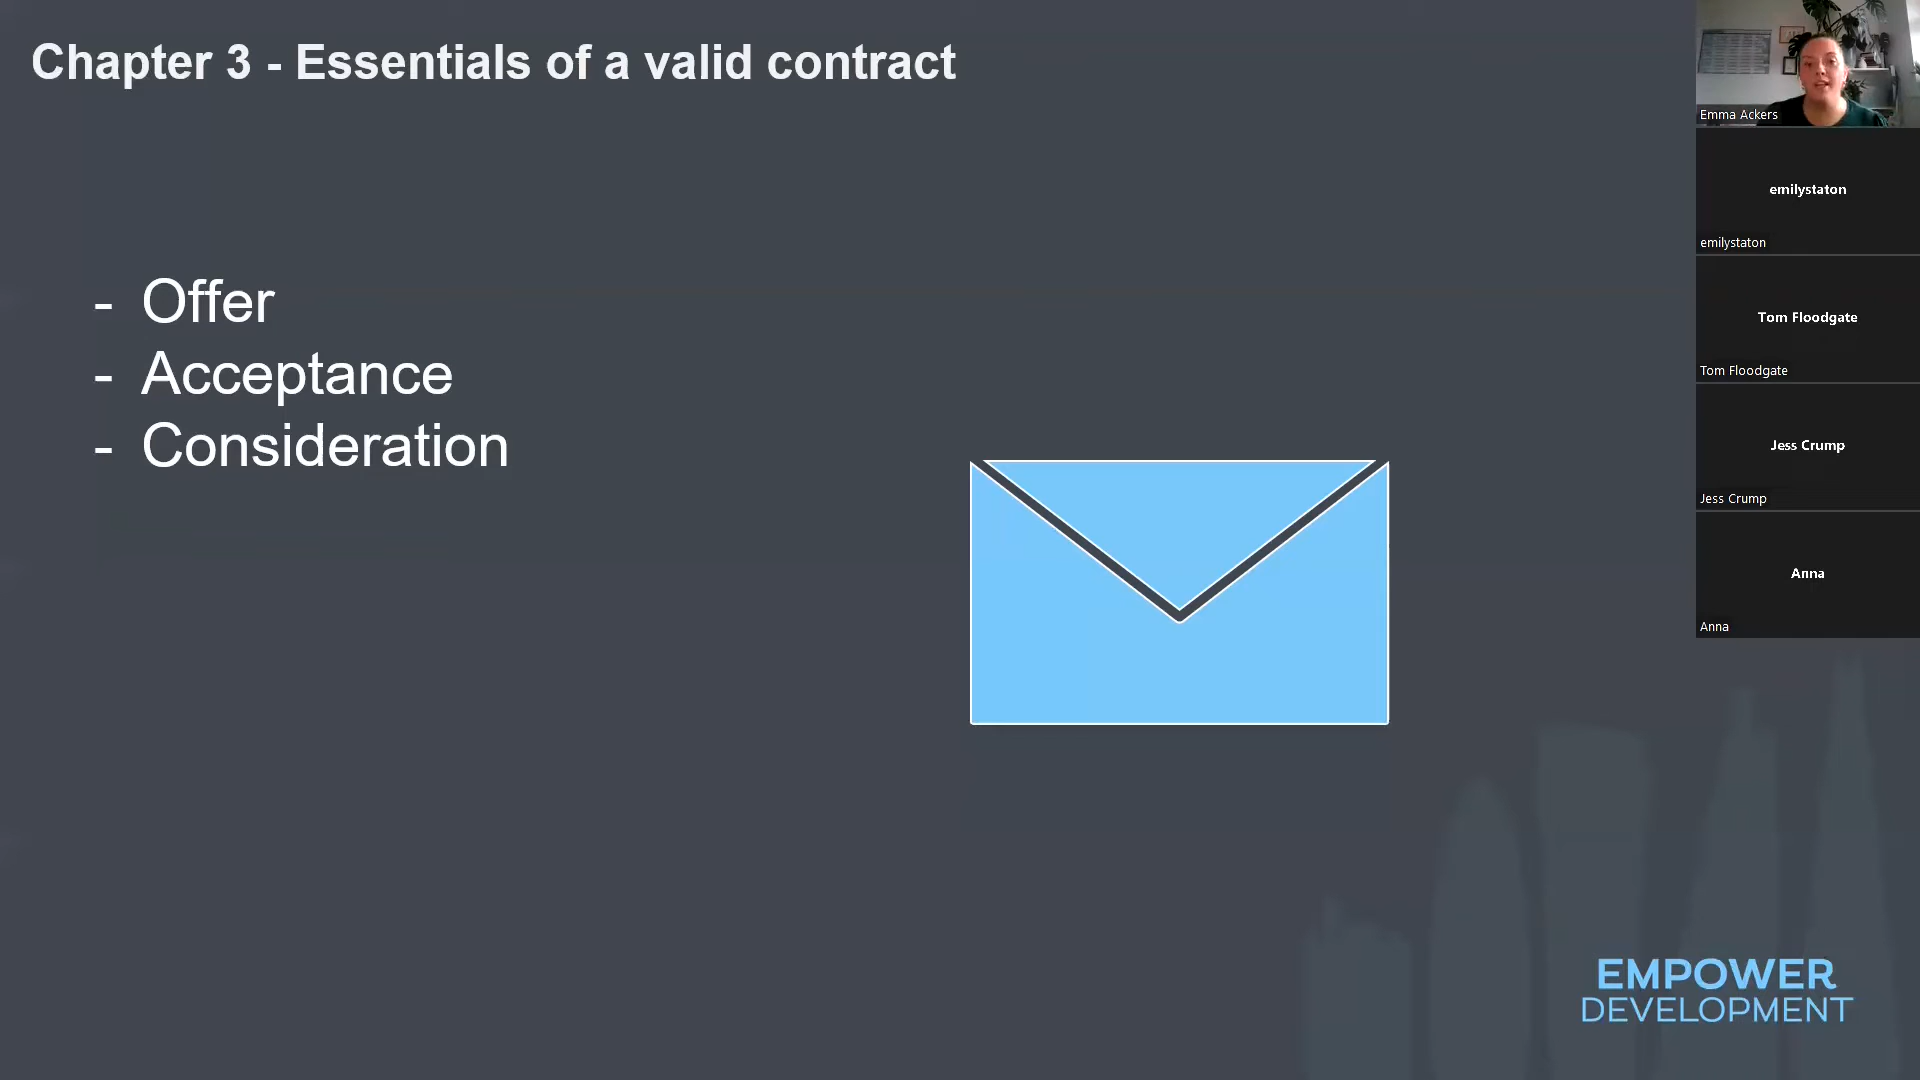 Chapter 3 - Essentials of a valid contract
- Offer
- Acceptance
- Consideration
Emma Ackers
emilystaton
emilystaton
Tom Floodgate
Tom Floodgate
Jess Crump
Jess Crump
Anna
Anna
EMPOWER
DEVELOPMENT